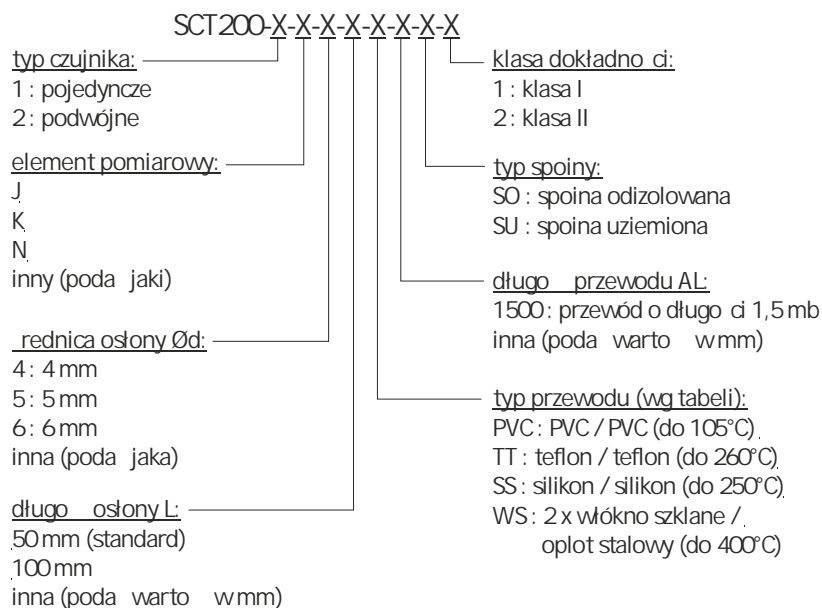 SCT200-X-X-X-X-X-X-X-X
typ czujnika:
1 : pojedyncze
2 : podwójne
element pomiarowy:
J
K
N
inny (poda jaki)
rednica osłony Ød:
4 : 4 mm
5 : 5 mm
6 : 6 mm
inna (poda jaka)
długo osłony L:
50 mm (standard)
100 mm
inna (poda warto w mm)
klasa dokładno ci:
1 : klasa I
2 : klasa II
typ spoiny:
SO : spoina odizolowana
SU : spoina uziemiona
długo przewodu AL:
1500 : przewód o długo ci 1,5 mb
inna (poda warto w mm)
typ przewodu (wg tabeli):
PVC : PVC / PVC (do 105°C)
TT : teflon / teflon (do 260°C)
SS : silikon / silikon (do 250°C)
WS : 2 x włókno szklane /
oplot stalowy (do 400°C)